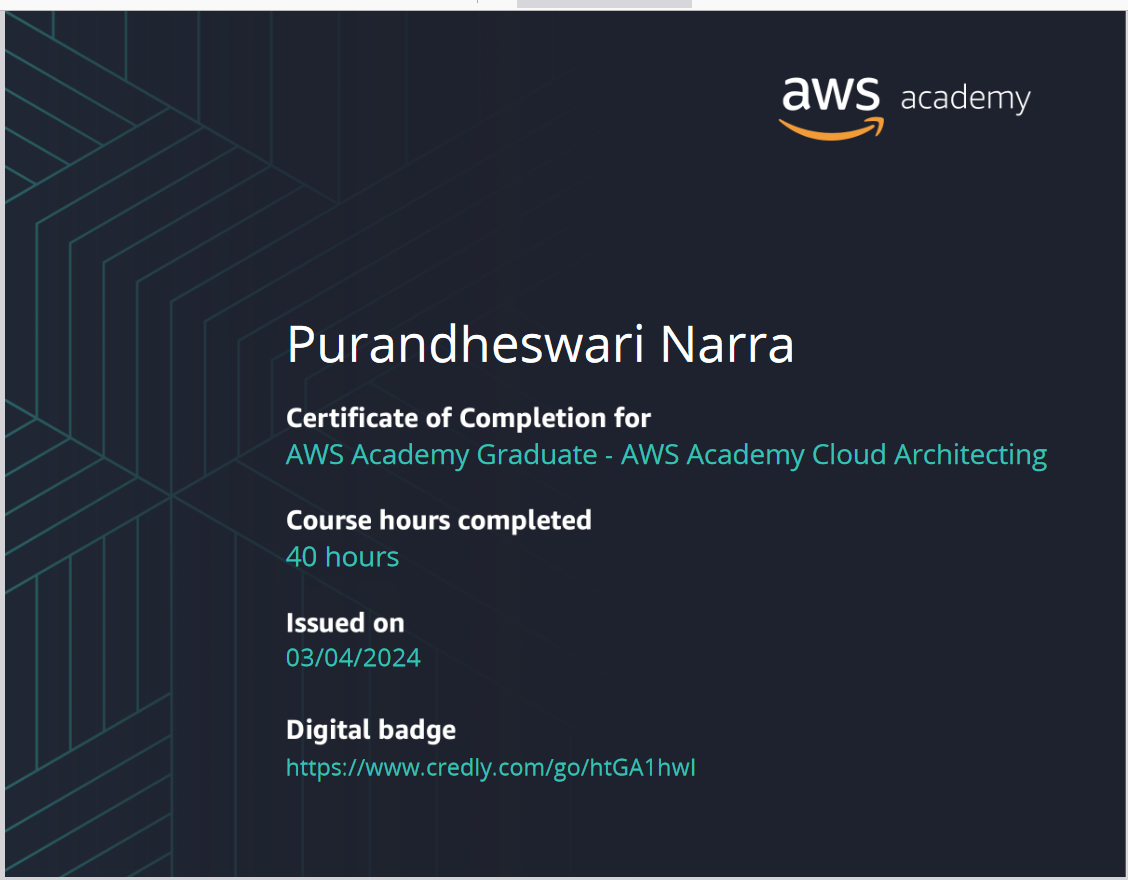 aws academy
Purandheswari Narra
Certificate of Completion for
AWS Academy Graduate - AWS Academy Cloud Architecting
Course hours completed
40 hours
Issued on
03/04/2024
Digital badge
https://www.credly.com/go/htGA1hwI